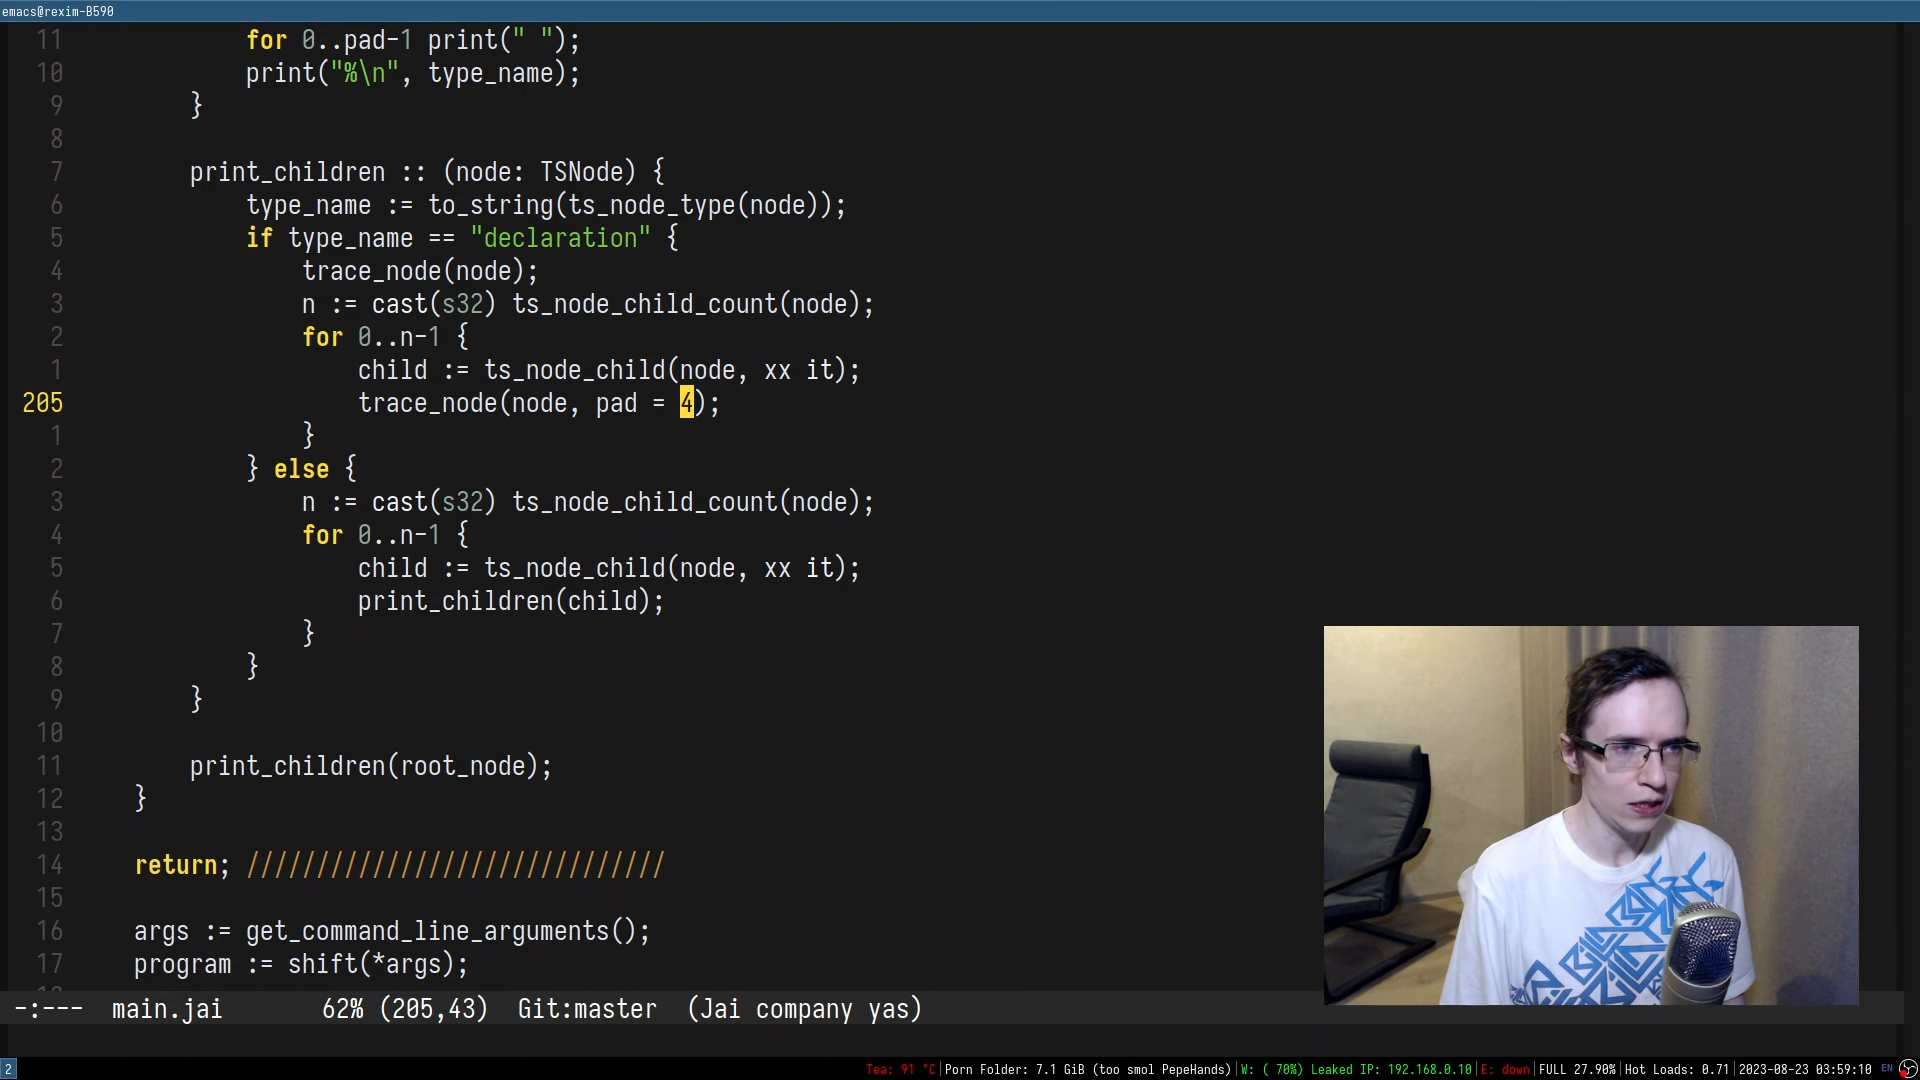 emacs@rexim-B590
11 for 0..pad-1 print(" ");
10 print("%\n", type_name);
9 }
8
7 print_children :: (node: TSNode) {
6 type_name := to_string(ts_node_type(node));
5 if type_name == "declaration" {
4 trace_node(node);
3 n := cast(s32) ts_node_child_count(node);
2 for 0..n-1 {
1 child := ts_node_child(node, xx it);
205 trace_node(node, pad = 4);
1 }
2 } else {
3 n := cast(s32) ts_node_child_count(node);
4 for 0..n-1 {
5 child := ts_node_child(node, xx it);
6 print_children(child);
7 }
8 }
9 }
10
11 print_children(root_node);
12 }
13
14 return; //////////////////////////////
15
16 args := get_command_line_arguments();
17 program := shift(*args);
-:--- main.jai 62% (205,43) Git:master (Jai company yas)
2 Tea: 91 °C|Porn Folder: 7.1 GiB (too smol PepeHands)|W: ( 70%) Leaked IP: 192.168.0.10|E: down|FULL 27.90%|Hot Loads: 0.71|2023-08-23 03:59:10 EN